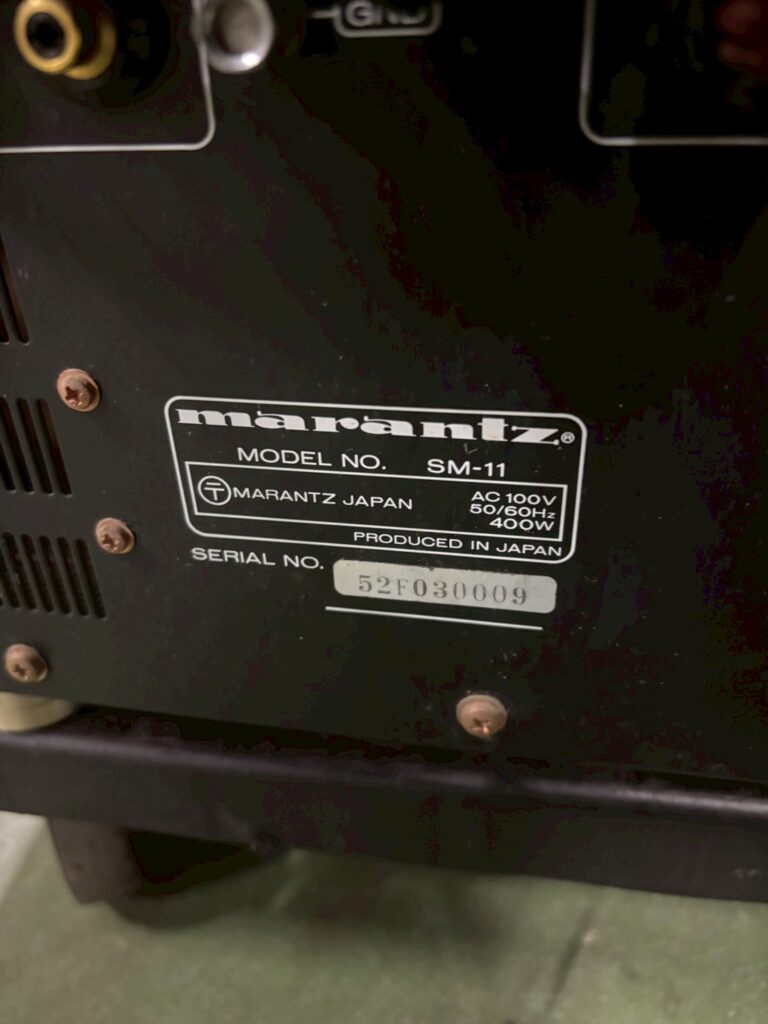 GND
marantz®
MODEL NO. SM-11
MARANTZ JAPAN
AC 100V
50/60Hz
400W
PRODUCED IN JAPAN
SERIAL NO. 52F030009